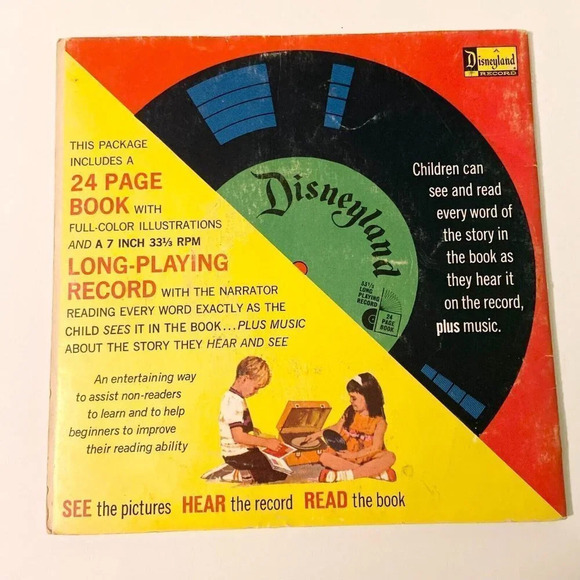 Disneyland
RECORD
THIS PACKAGE
INCLUDES A
24 PAGE
BOOK WITH
FULL-COLOR ILLUSTRATIONS
AND A 7 INCH 33⅓ RPM
LONG-PLAYING
RECORD WITH THE NARRATOR
READING EVERY WORD EXACTLY AS THE
CHILD SEES IT IN THE BOOK...PLUS MUSIC
ABOUT THE STORY THEY HEAR AND SEE
An entertaining way
to assist non-readers
to learn and to help
beginners to improve
their reading ability
Disneyland
33⅓
LONG
PLAYING
RECORD
24
PAGE
BOOK
Children can
see and read
every word of
the story in
the book as
they hear it
on the record,
plus music.
SEE the pictures HEAR the record READ the book